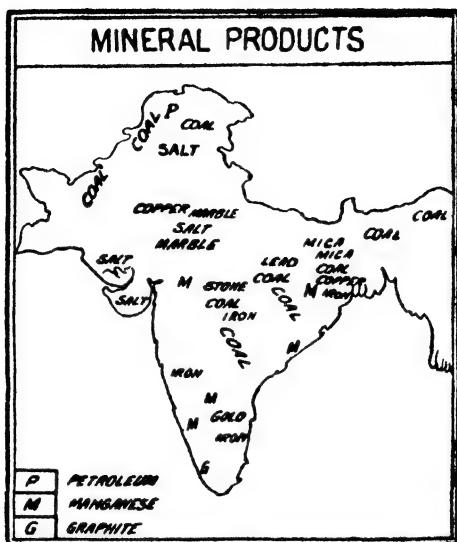 MINERAL PRODUCTS
P
COAL COAL
SALT
COAL
COPPER MARBLE
SALT
MARBLE
COAL
COAL
MICA
MICA
SALT
LEAD COAL
COAL COPPER
M STONE COAL M IRON
SALT
COAL
IRON
COAL
M
IRON
M
M GOLD
IRON
G
P PETROLEUM
M MANGANESE
G GRAPHITE